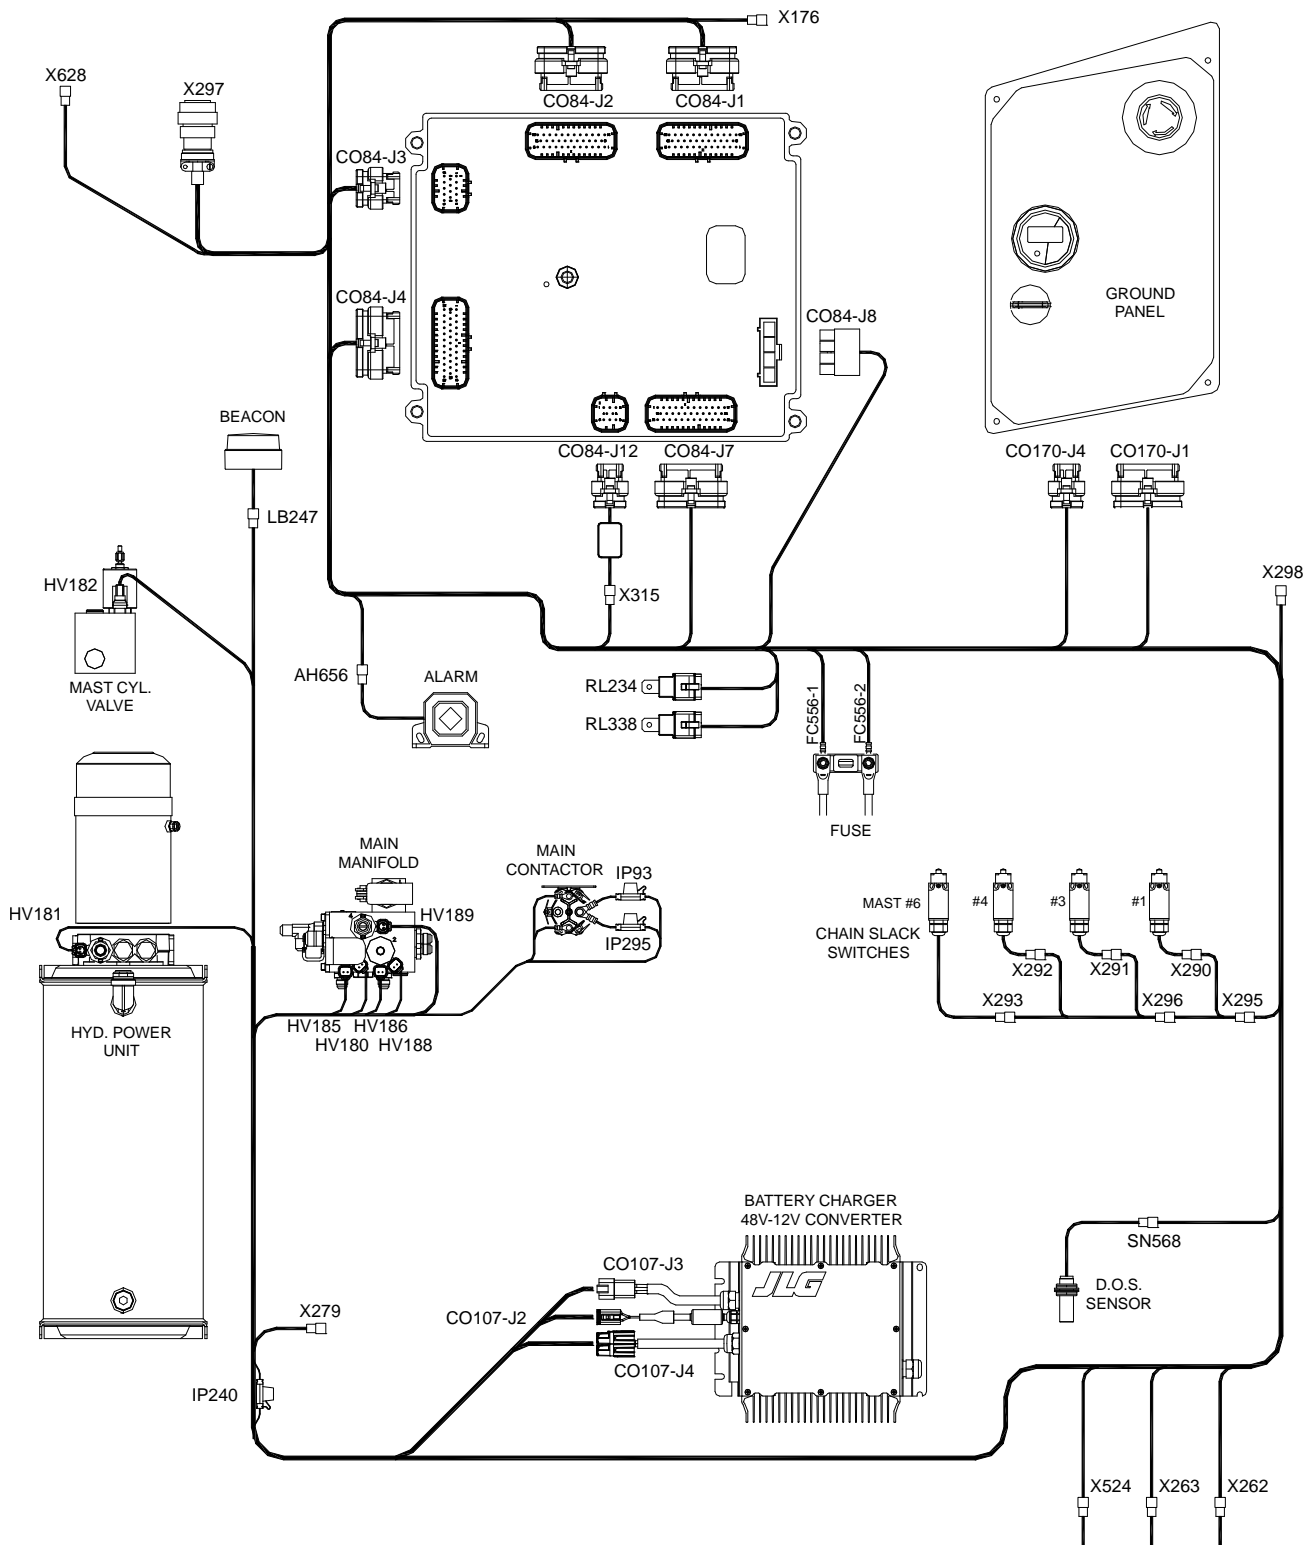 X176
X628
X297
CO84-J2
CO84-J1
CO84-J3
CO84-J4
CO84-J8
GROUND
PANEL
BEACON
CO84-J12
CO84-J7
CO170-J4
CO170-J1
LB247
HV182
X315
X298
MAST CYL.
VALVE
AH656
ALARM
RL234
RL338
FC556-1
FC556-2
FUSE
MAIN
MANIFOLD
MAIN
CONTACTOR
IP93
HV181
HV189
IP295
MAST #6
#4
#3
#1
CHAIN SLACK
SWITCHES
X292
X291
X290
X293
X296
X295
HV185
HV186
HV180
HV188
HYD. POWER
UNIT
BATTERY CHARGER
48V-12V CONVERTER
SN568
CO107-J3
JLG
D.O.S.
SENSOR
X279
CO107-J2
CO107-J4
IP240
X524
X263
X262